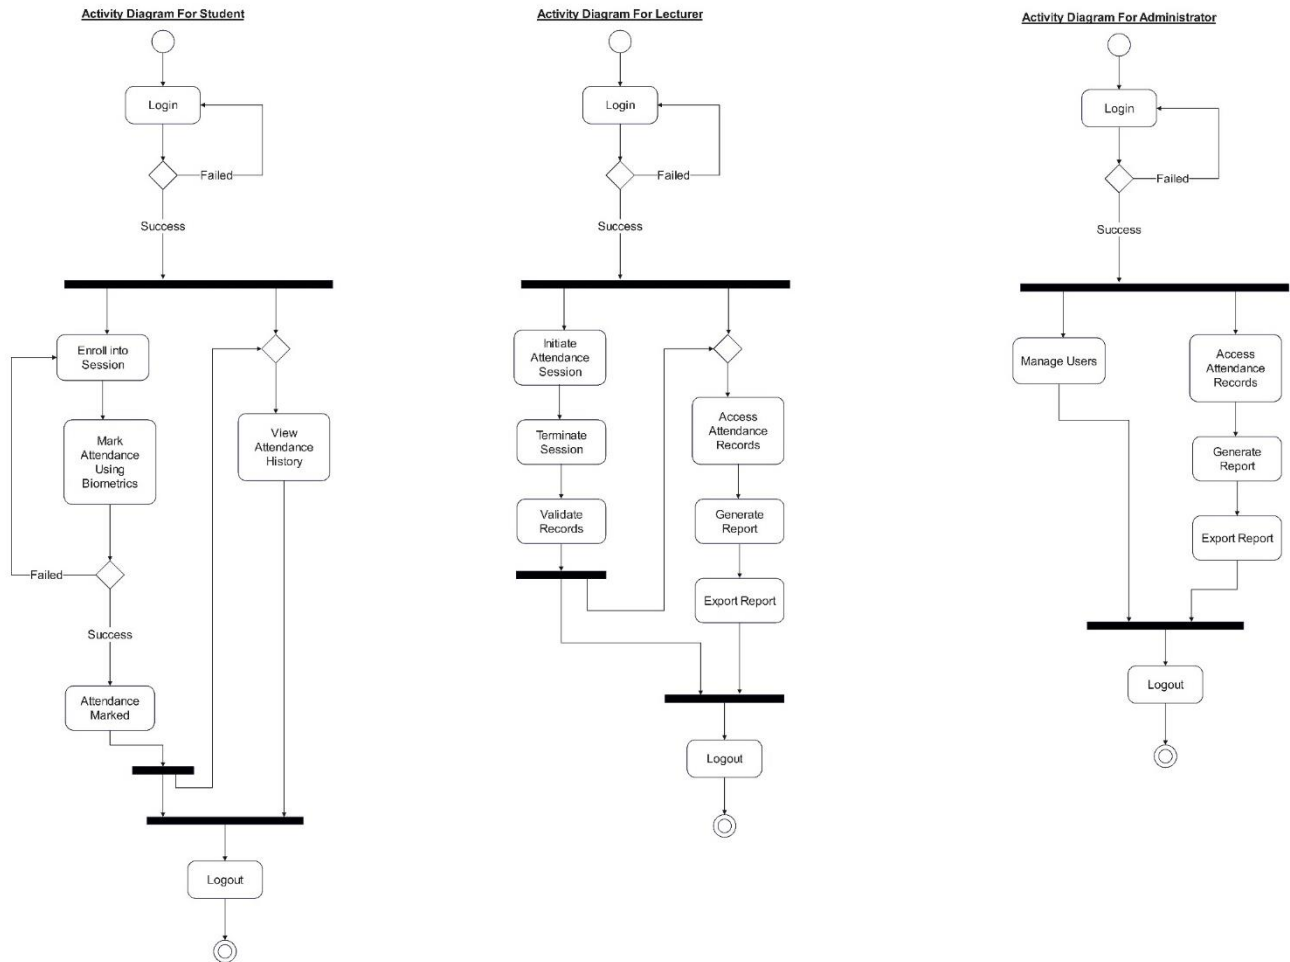 Activity Diagram For Student
Login
Failed
Success
Enroll into
Session
Mark
Attendance
Using
Biometrics
View
Attendance
History
Failed
Success
Attendance
Marked
Logout
Activity Diagram For Lecturer
Login
Failed
Success
Initiate
Attendance
Session
Terminate
Session
Validate
Records
Access
Attendance
Records
Generate
Report
Export Report
Logout
Activity Diagram For Administrator
Login
Failed
Success
Manage Users
Access
Attendance
Records
Generate
Report
Export Report
Logout